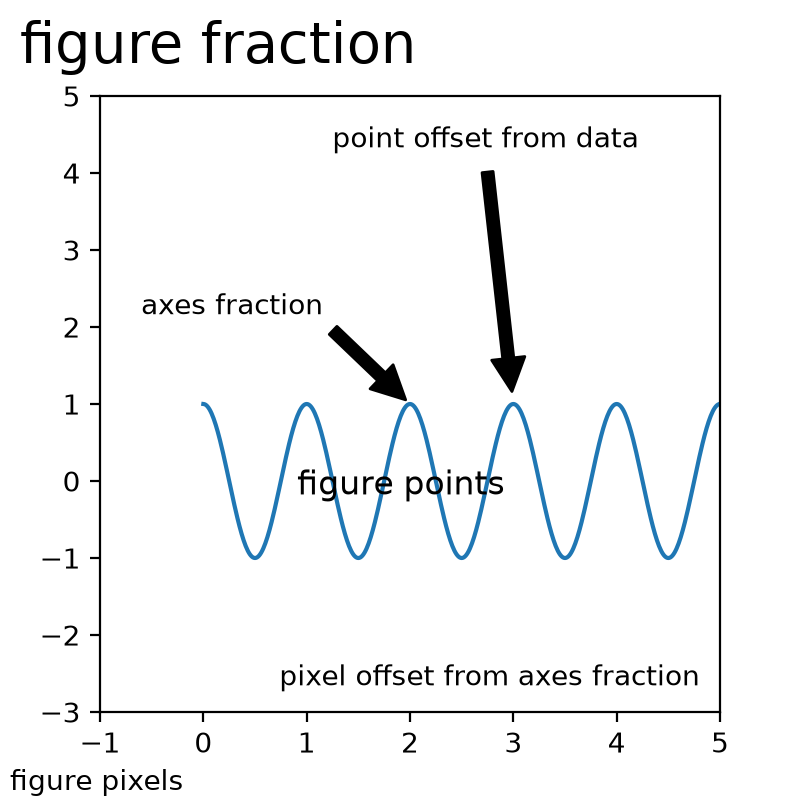 figure fraction
5
point offset from data
4
3
axes fraction
2
1
0
figure points
−1
−2
pixel offset from axes fraction
−3
−1 0 1 2 3 4 5
figure pixels